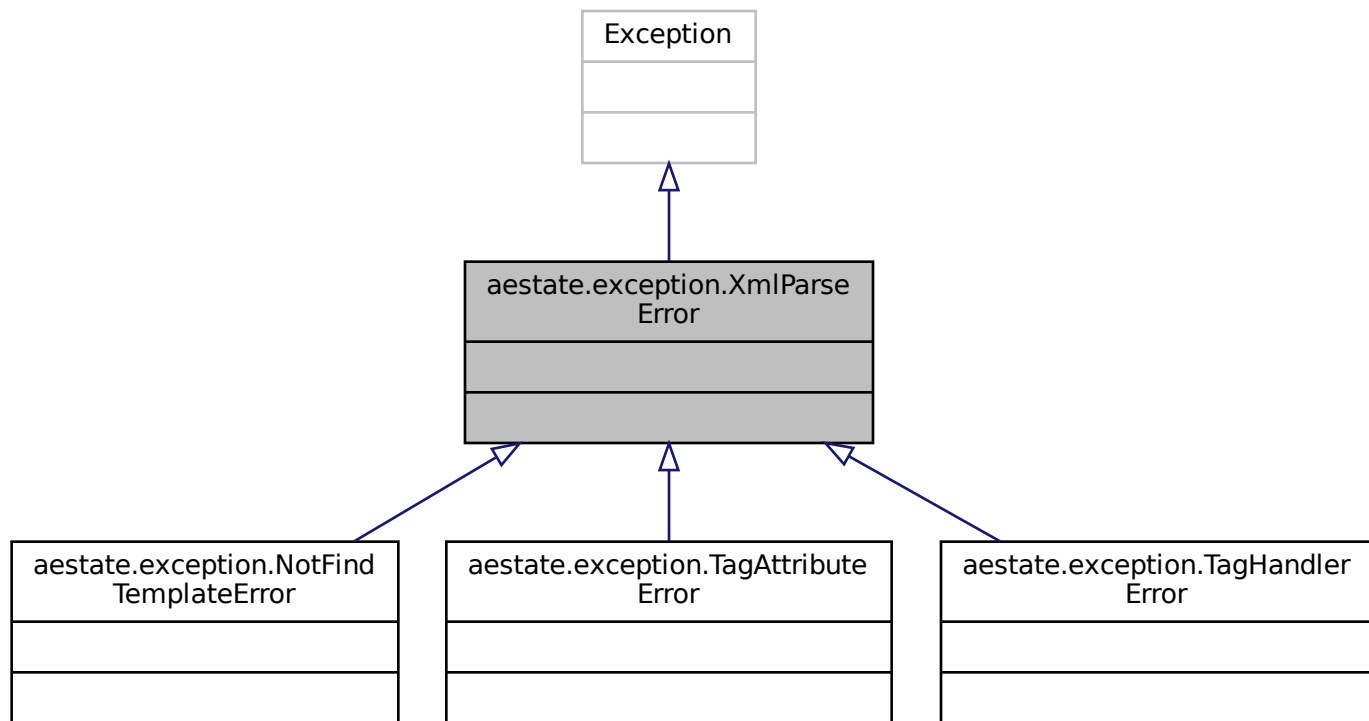 Exception
aestate.exception.XmlParse
Error
aestate.exception.NotFind
TemplateError
aestate.exception.TagAttribute
Error
aestate.exception.TagHandler
Error